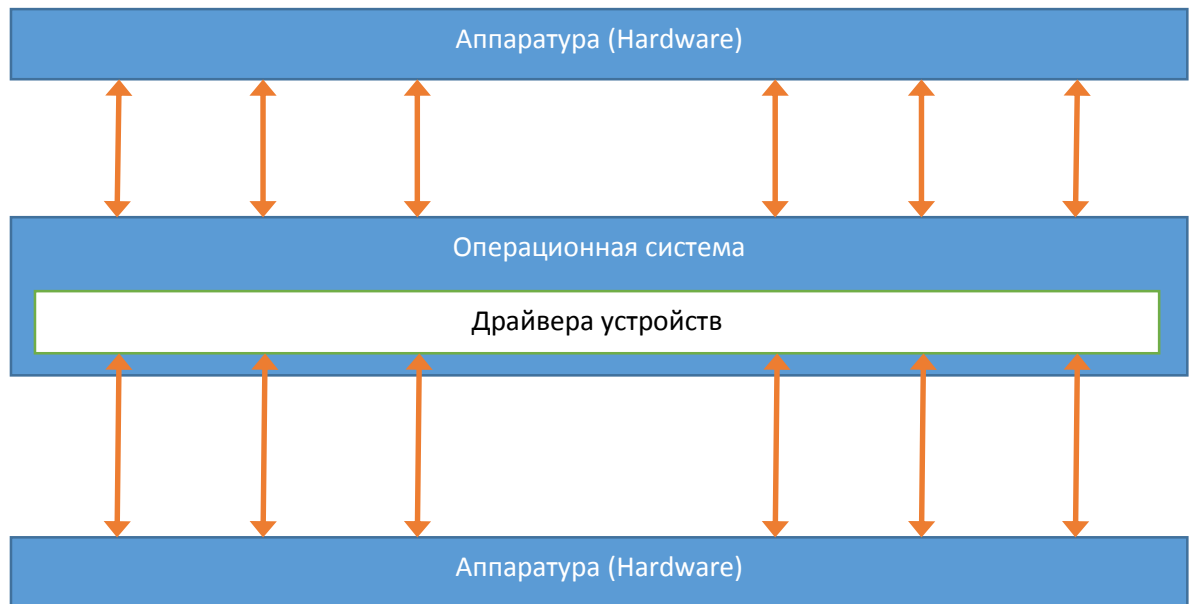 Аппаратура (Hardware)
Операционная система
Драйвера устройств
Аппаратура (Hardware)